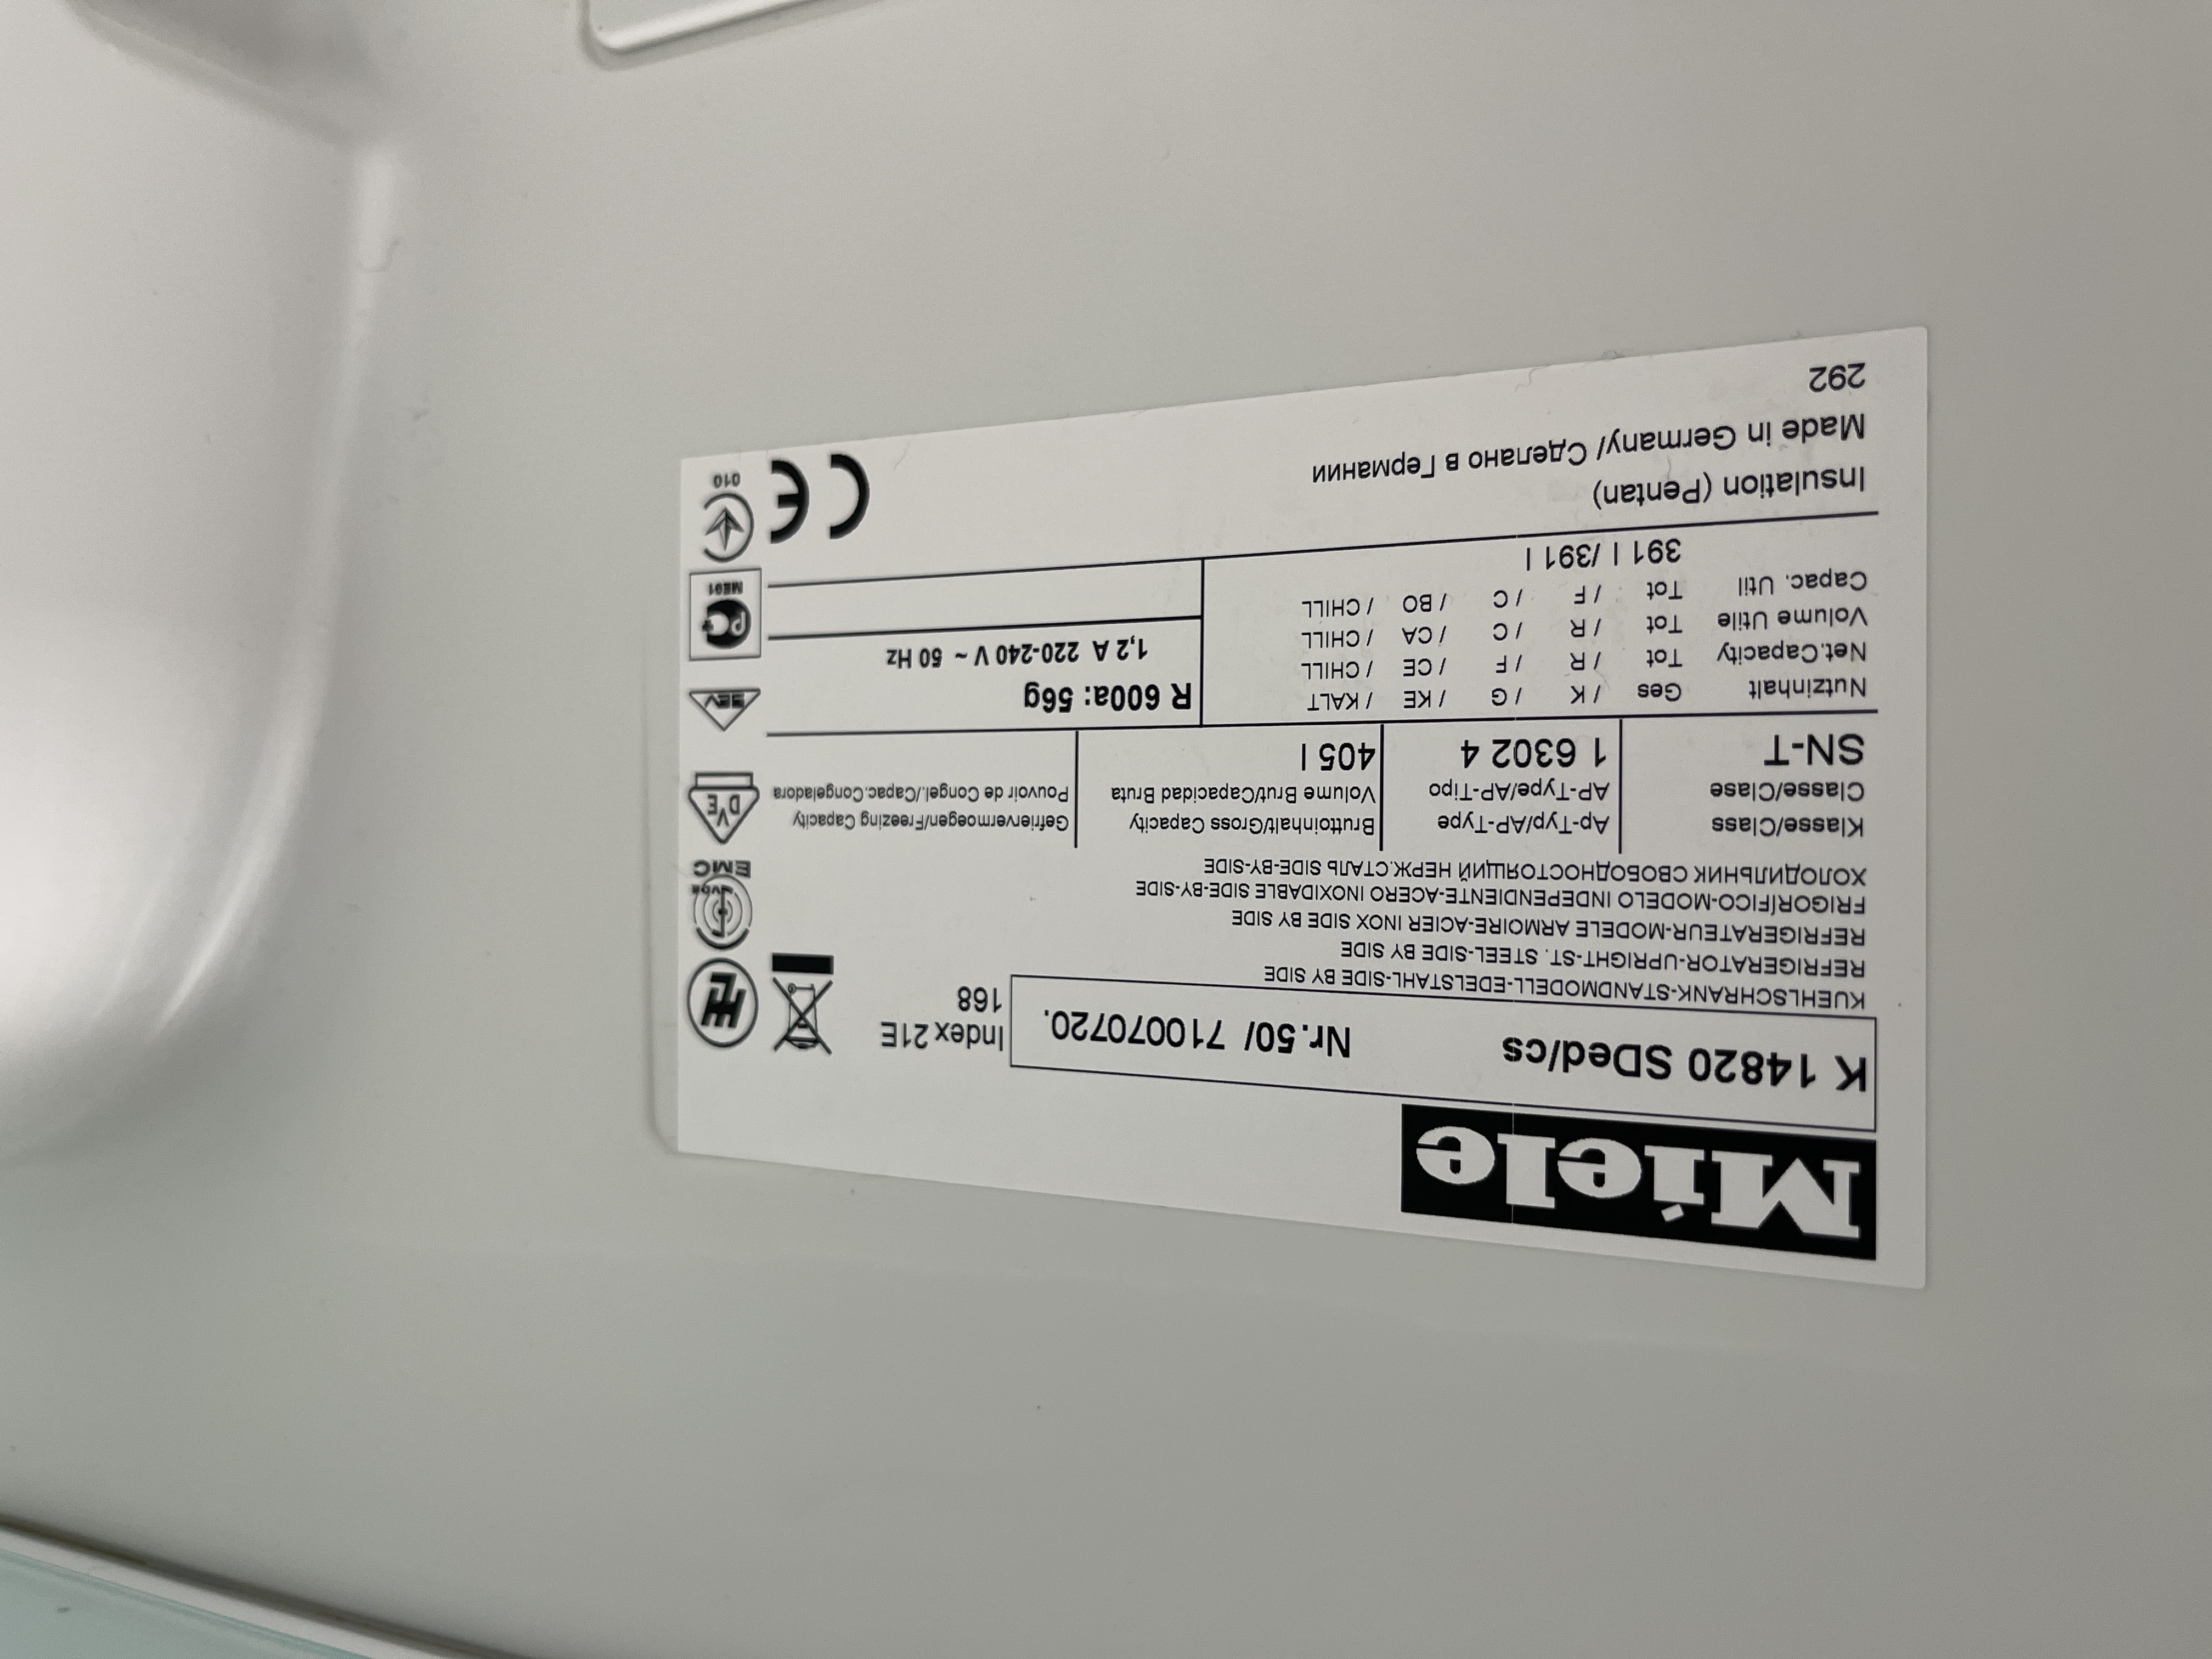 Miele
K 14820 SDed/cs Nr.50/ 710070720.
Index 21E
168
KUEHLSCHRANK-STANDMODELL-EDELSTAHL-SIDE BY SIDE
REFRIGERATOR-UPRIGHT-ST. STEEL-SIDE BY SIDE
REFRIGERATEUR-MODELE ARMOIRE-ACIER INOX SIDE BY SIDE
FRIGORÍFICO-MODELO INDEPENDIENTE-ACERO INOXIDABLE SIDE-BY-SIDE
ХОЛОДИЛЬНИК СВОБОДНОСТОЯЩИЙ НЕРЖ.СТАЛЬ SIDE-BY-SIDE
Klasse/Class Ap-Typ/AP-Type Bruttoinhalt/Gross Capacity Gefriervermoegen/Freezing Capacity
Classe/Clase AP-Type/AP-Tipo Volume Brut/Capacidad Bruta Pouvoir de Congel./Capac.Congeladora
SN-T 1 6302 4 405 l
Nutzinhalt Ges / K / G / KE / KALT
Net.Capacity Tot / R / F / CE / CHILL
Volume Utile Tot / R / C / CA / CHILL
Capac. Util Tot / F / C / BO / CHILL
391 l /391 l
R 600a: 56g
1,2 A 220-240 V ~ 50 Hz
Insulation (Pentan)
Made in Germany/ Сделано в Германии
292
EMC
DVE
SEV
PC
ME01
010
CE